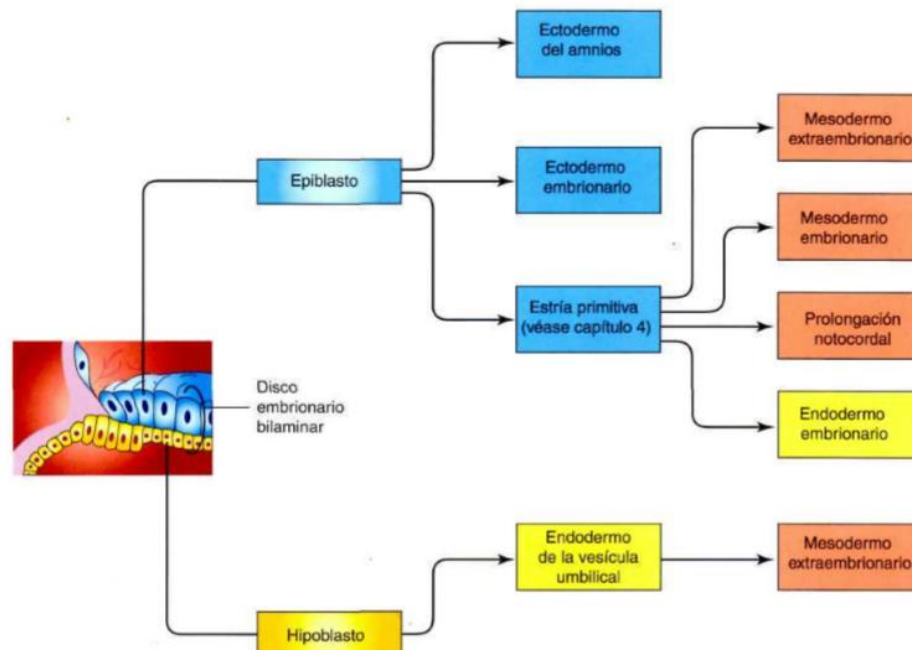 Ectodermo
del amnios
Mesodermo
extraembrionario
Epiblasto
Ectodermo
embrionario
Mesodermo
embrionario
Estría primitiva
(véase capítulo 4)
Prolongación
notocordal
Disco
embrionario
bilaminar
Endodermo
embrionario
Endodermo
de la vesícula
umbilical
Mesodermo
extraembrionario
Hipoblasto